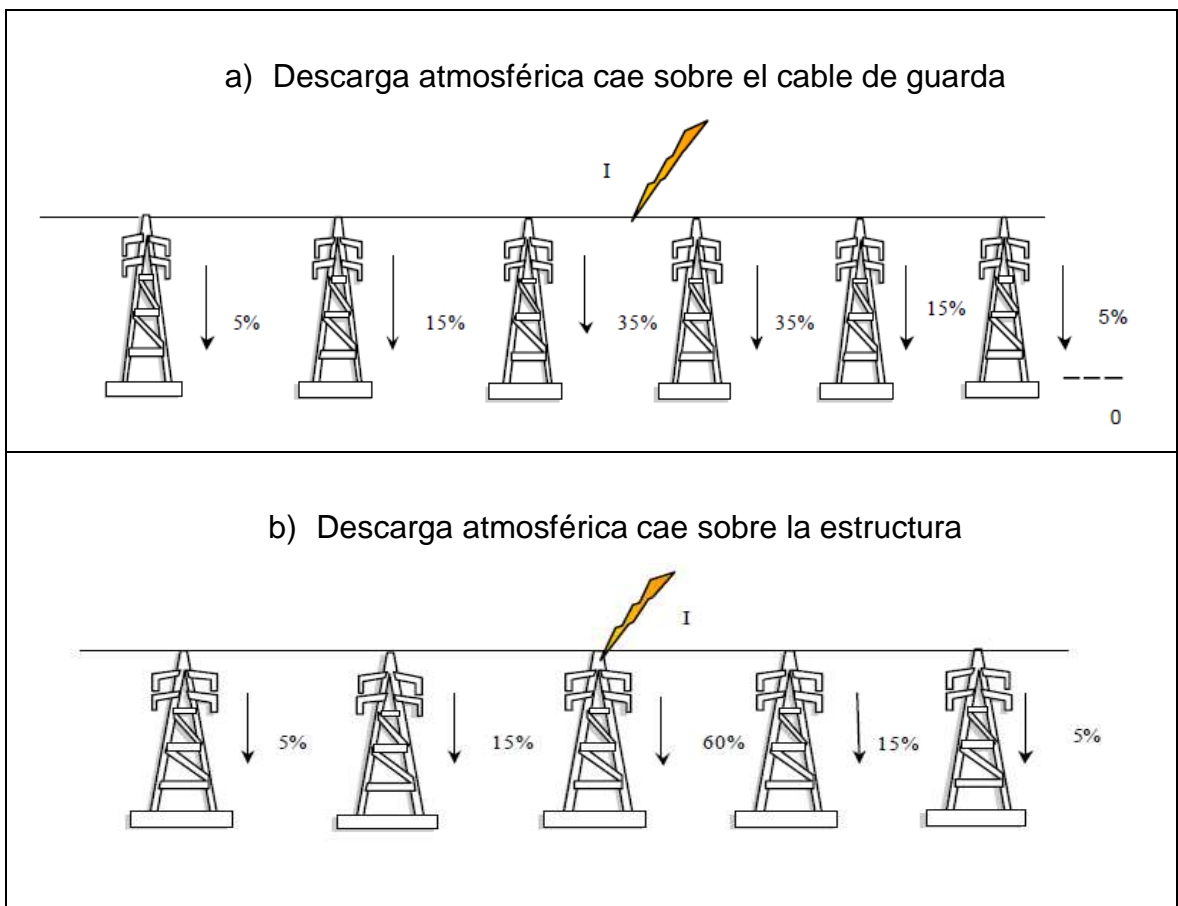 a) Descarga atmosférica cae sobre el cable de guarda
I
5% 15% 35% 35% 15% 5%
0
b) Descarga atmosférica cae sobre la estructura
I
5% 15% 60% 15% 5%